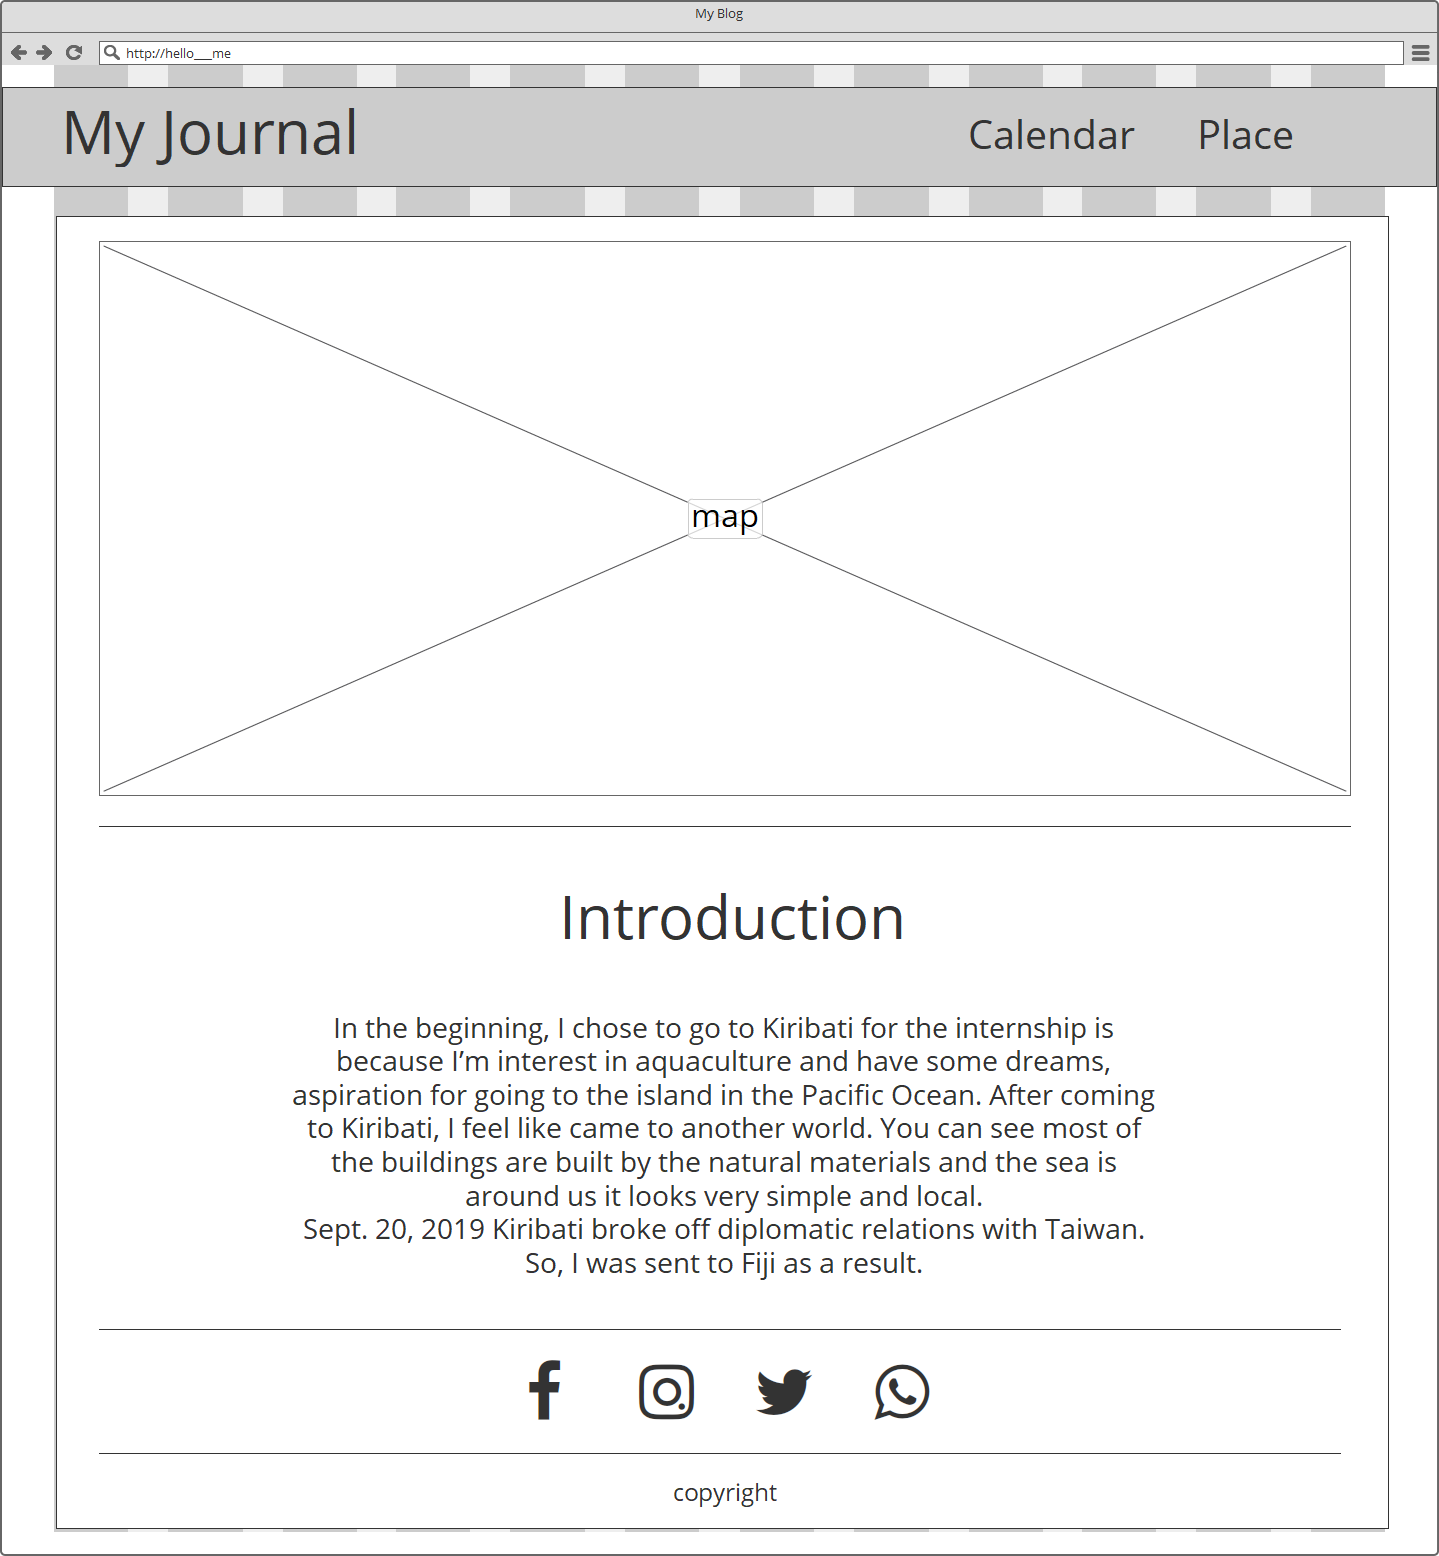 My Blog
http://hello___me
My Journal
Calendar
Place
map
Introduction
In the beginning, I chose to go to Kiribati for the internship is
because I’m interest in aquaculture and have some dreams,
aspiration for going to the island in the Pacific Ocean. After coming
to Kiribati, I feel like came to another world. You can see most of
the buildings are built by the natural materials and the sea is
around us it looks very simple and local.
Sept. 20, 2019 Kiribati broke off diplomatic relations with Taiwan.
So, I was sent to Fiji as a result.
copyright